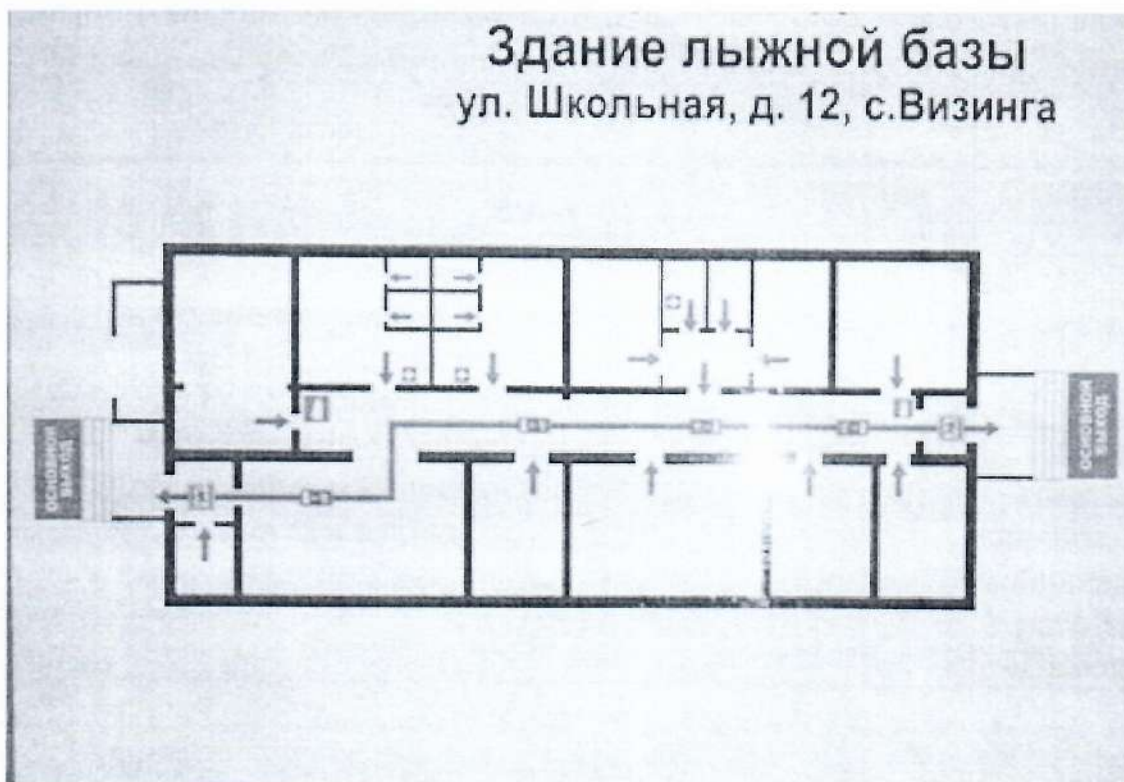 Здание лыжной базы
ул. Школьная, д. 12, с.Визинга
ОСНОВНОЙ
ВЫХОД
ОСНОВНОЙ
ВЫХОД